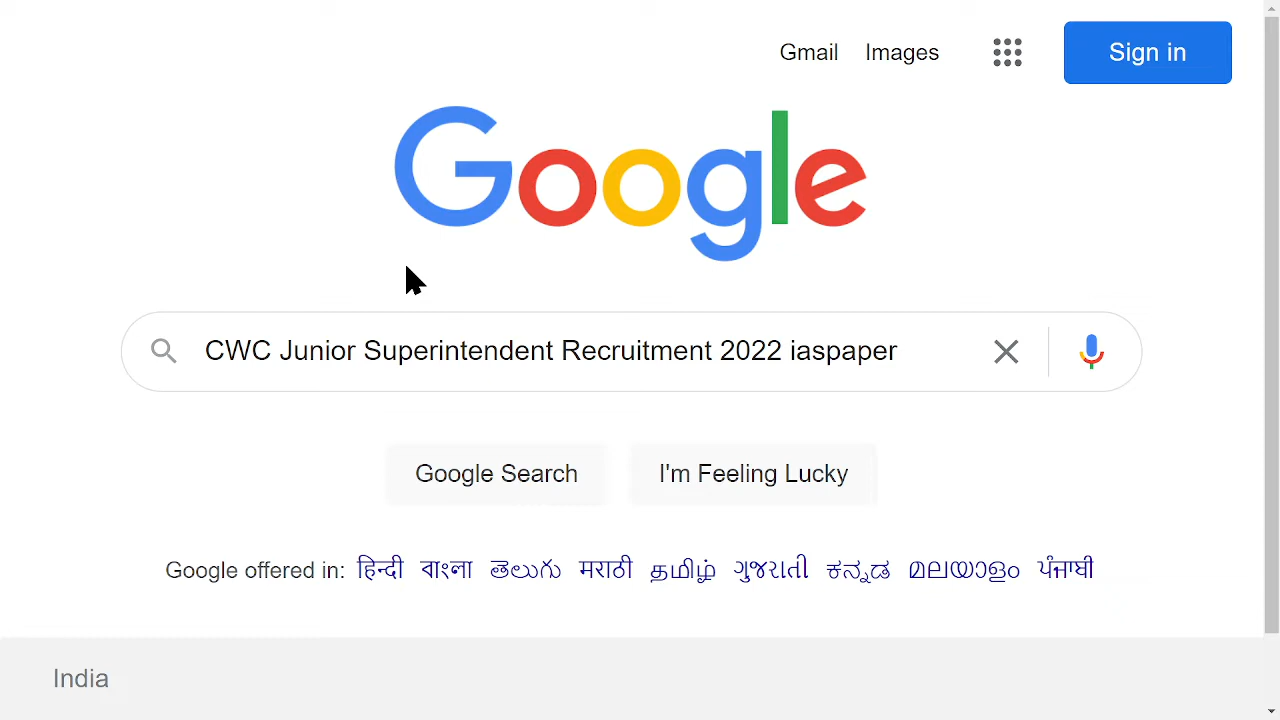 Gmail Images Sign in
Google
CWC Junior Superintendent Recruitment 2022 iaspaper
Google Search I'm Feeling Lucky
Google offered in: हिन्दी বাংলা తెలుగు मराठी தமிழ் ગુજરાતી ಕನ್ನಡ മലയാളം ਪੰਜਾਬੀ
India